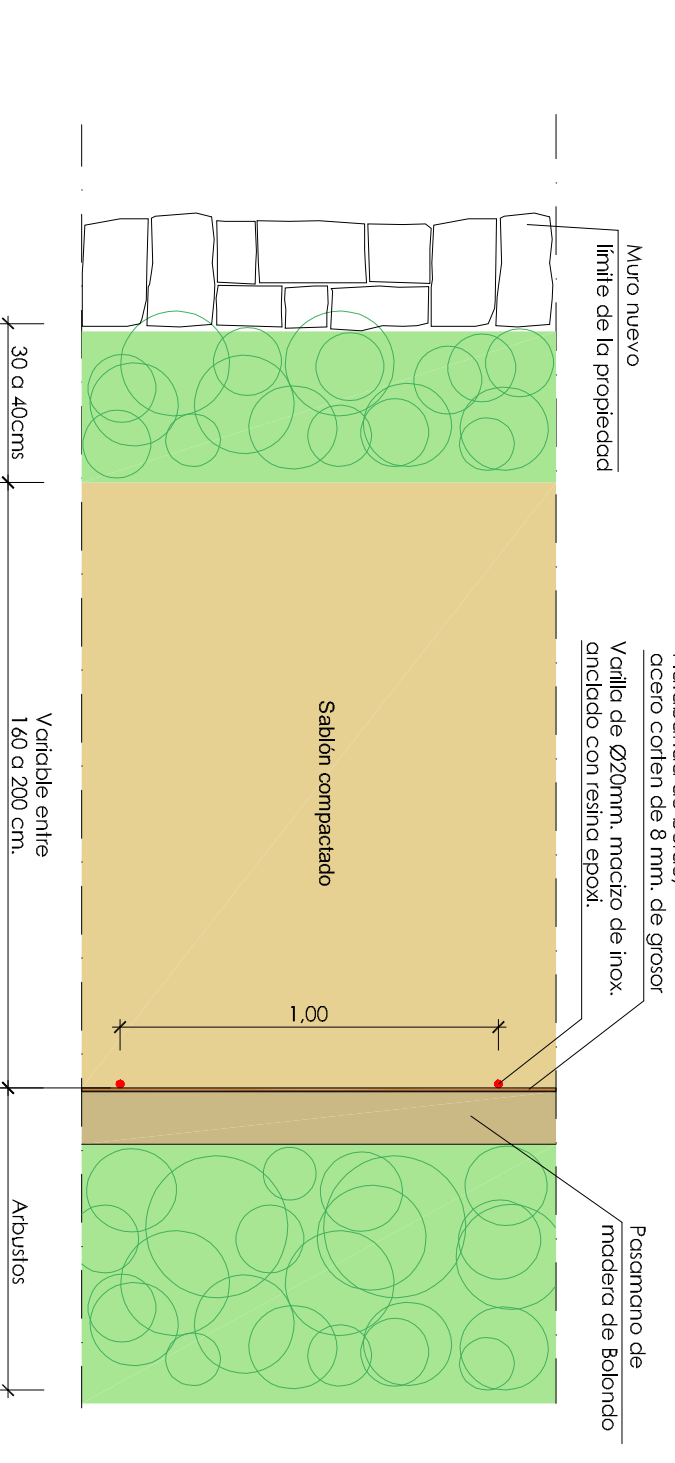 Muro nuevo
límite de la propiedad
acero corten de 8 mm. de grosor
Varilla de Ø20mm. macizo de inox.
anclado con resina epoxi.
Pasamano de
madera de Bolondo
Sablón compactado
1,00
30 a 40cms
Variable entre
160 a 200 cm.
Arbustos